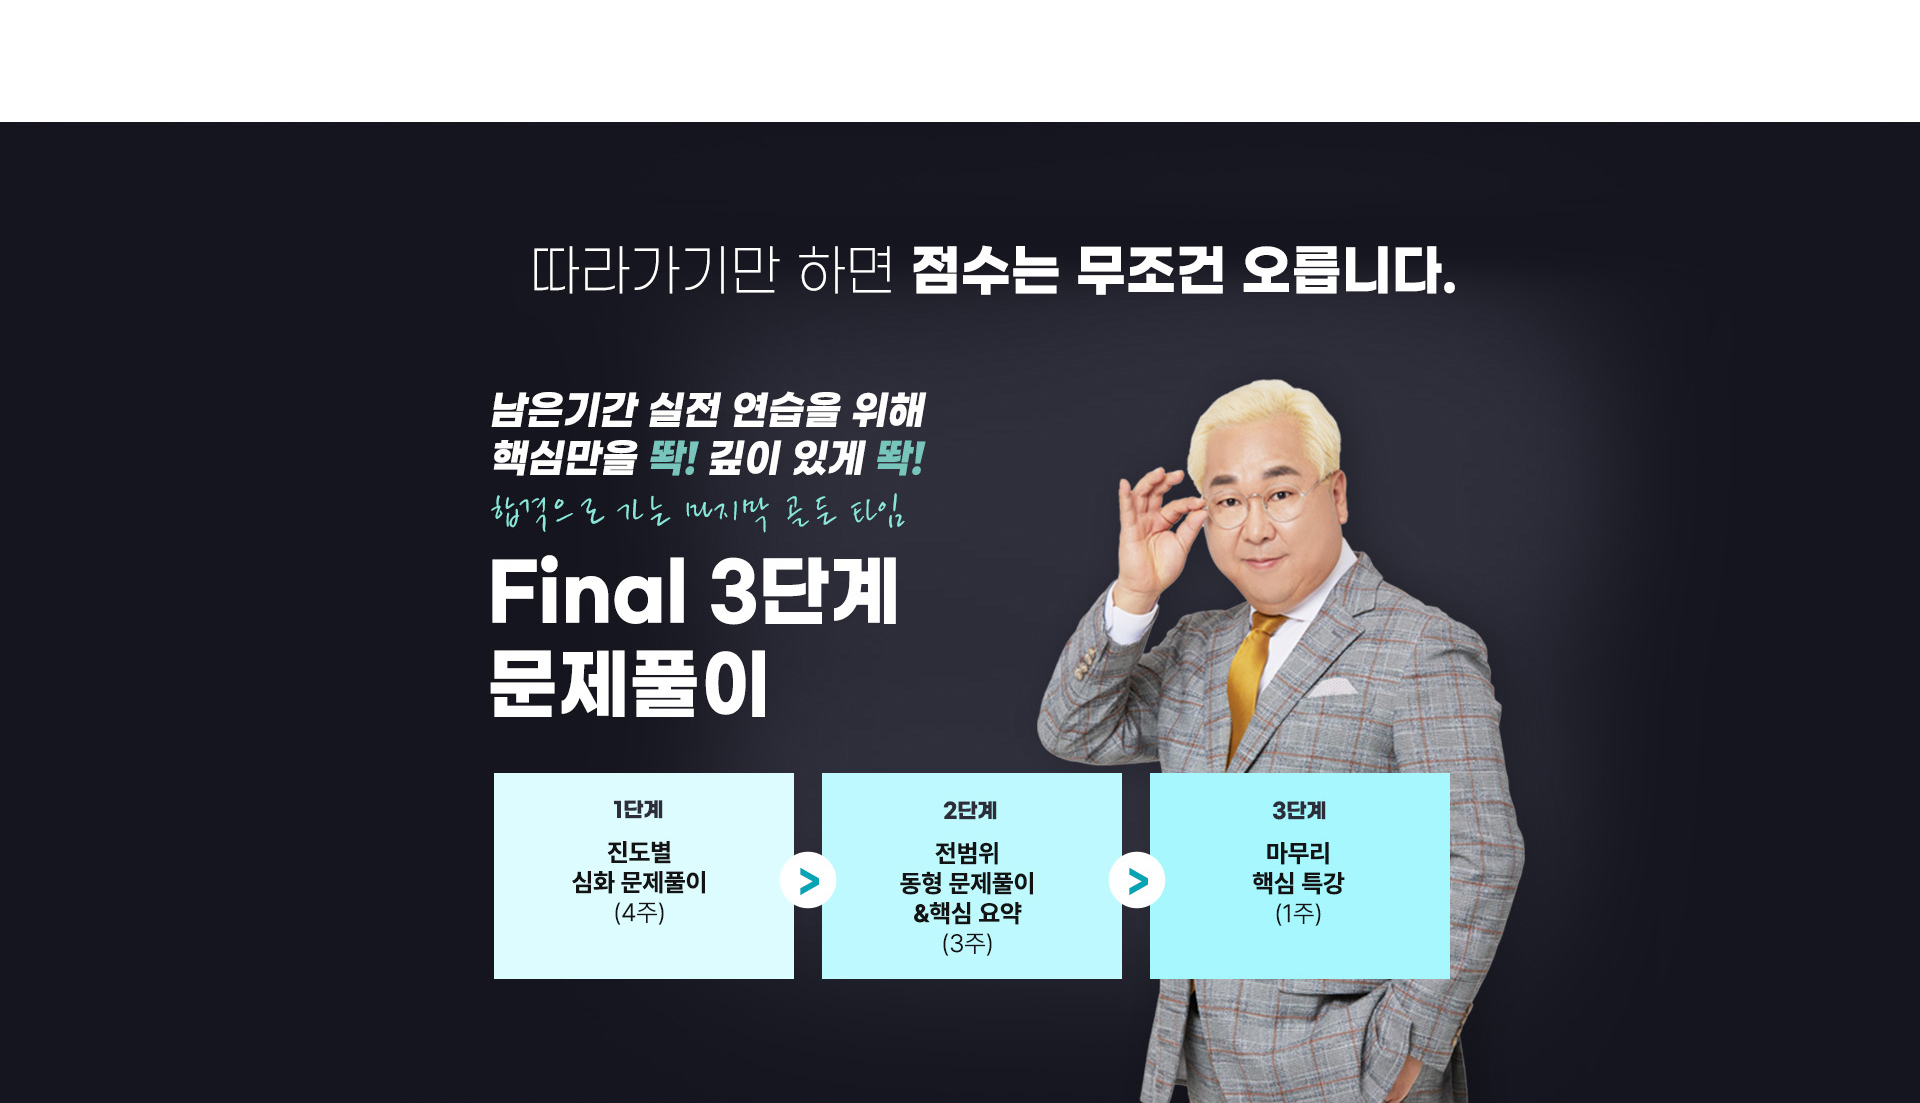 따라가기만 하면 점수는 무조건 오릅니다.
남은기간 실전 연습을 위해
핵심만을 똭! 깊이 있게 똭!
합격으로 가는 마지막 골든 타임
Final 3단계
문제풀이
1단계
진도별
심화 문제풀이
(4주)
>
2단계
전범위
동형 문제풀이
&핵심 요약
(3주)
>
3단계
마무리
핵심 특강
(1주)